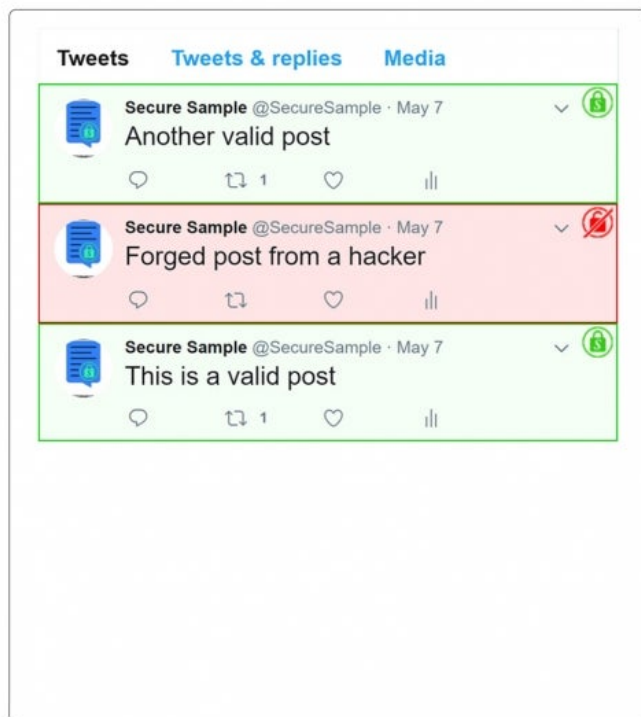 Tweets Tweets & replies Media
Secure Sample @SecureSample · May 7
Another valid post
1
Secure Sample @SecureSample · May 7
Forged post from a hacker
Secure Sample @SecureSample · May 7
This is a valid post
1